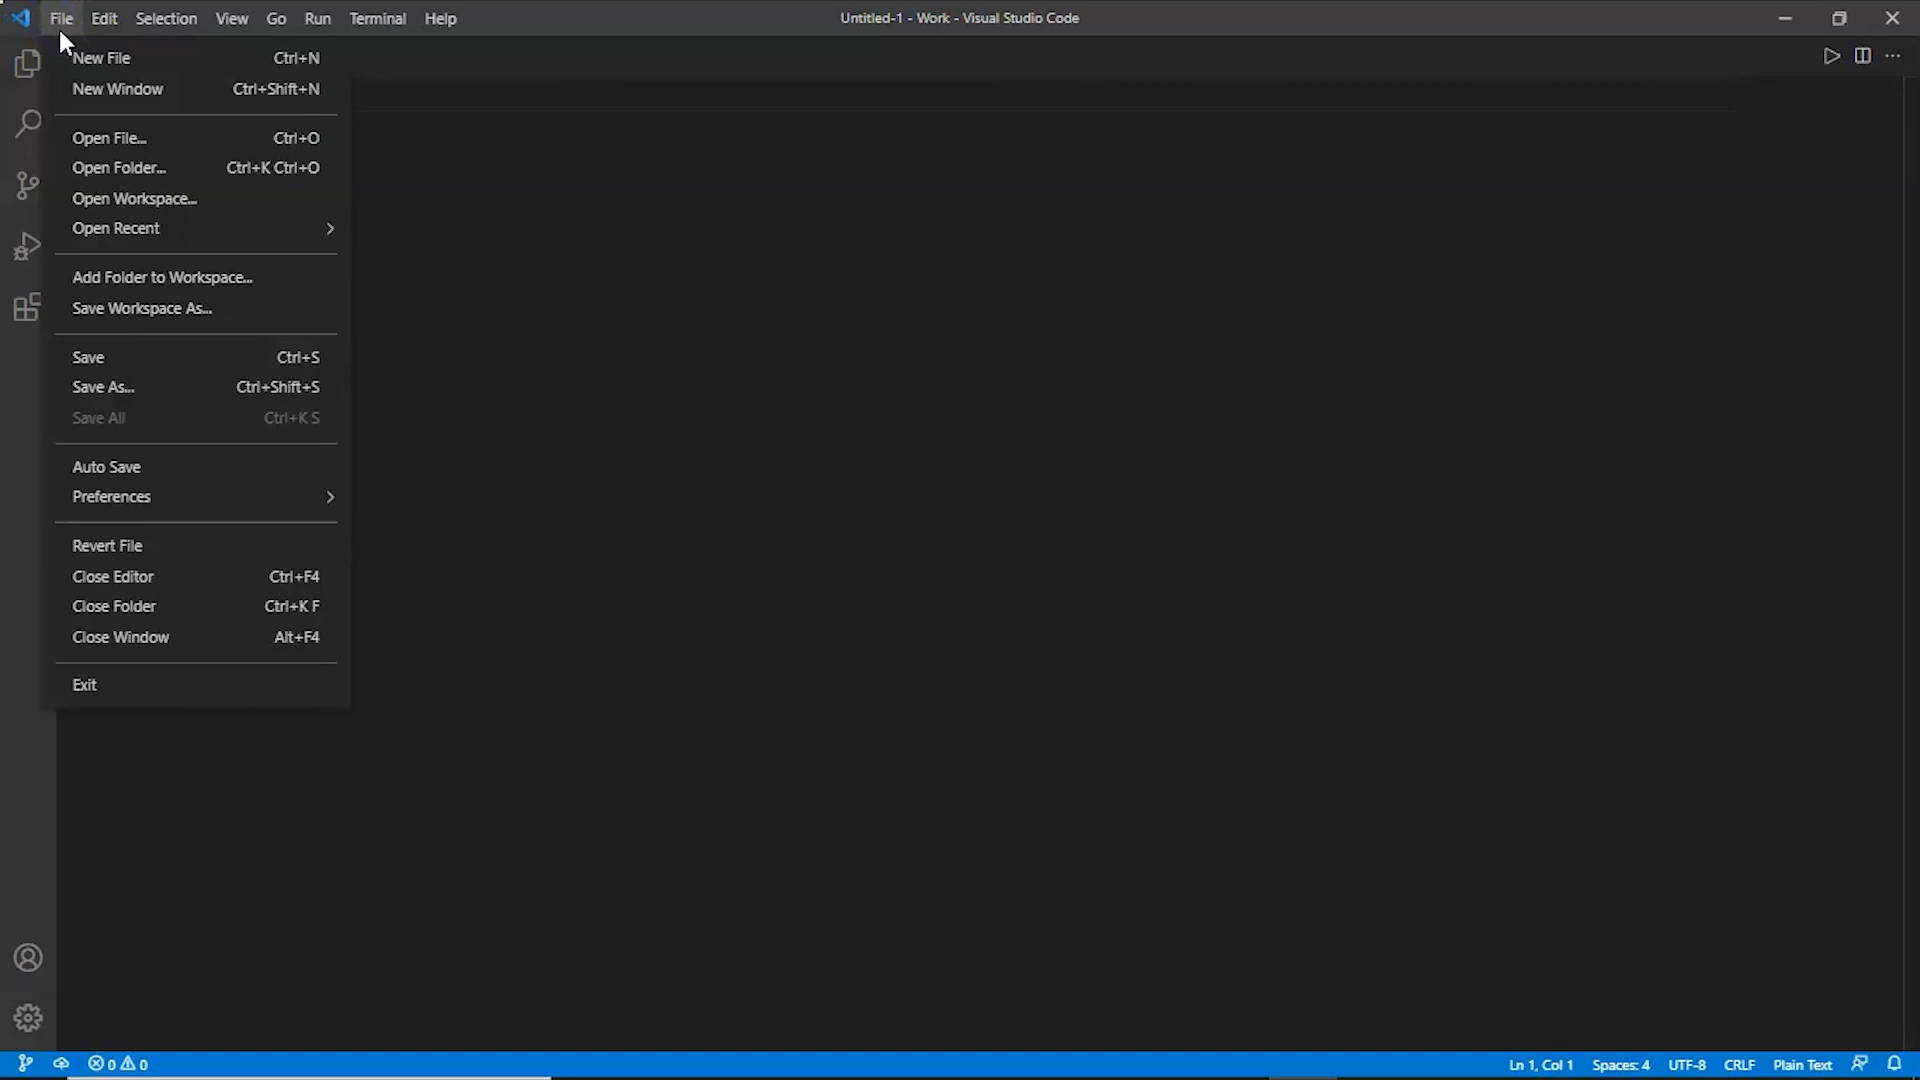 File Edit Selection View Go Run Terminal Help Untitled-1 - Work - Visual Studio Code
New File Ctrl+N
New Window Ctrl+Shift+N
Open File... Ctrl+O
Open Folder... Ctrl+K Ctrl+O
Open Workspace...
Open Recent
Add Folder to Workspace...
Save Workspace As...
Save Ctrl+S
Save As... Ctrl+Shift+S
Save All Ctrl+K S
Auto Save
Preferences
Revert File
Close Editor Ctrl+F4
Close Folder Ctrl+K F
Close Window Alt+F4
Exit
0 0 Ln 1, Col 1 Spaces: 4 UTF-8 CRLF Plain Text